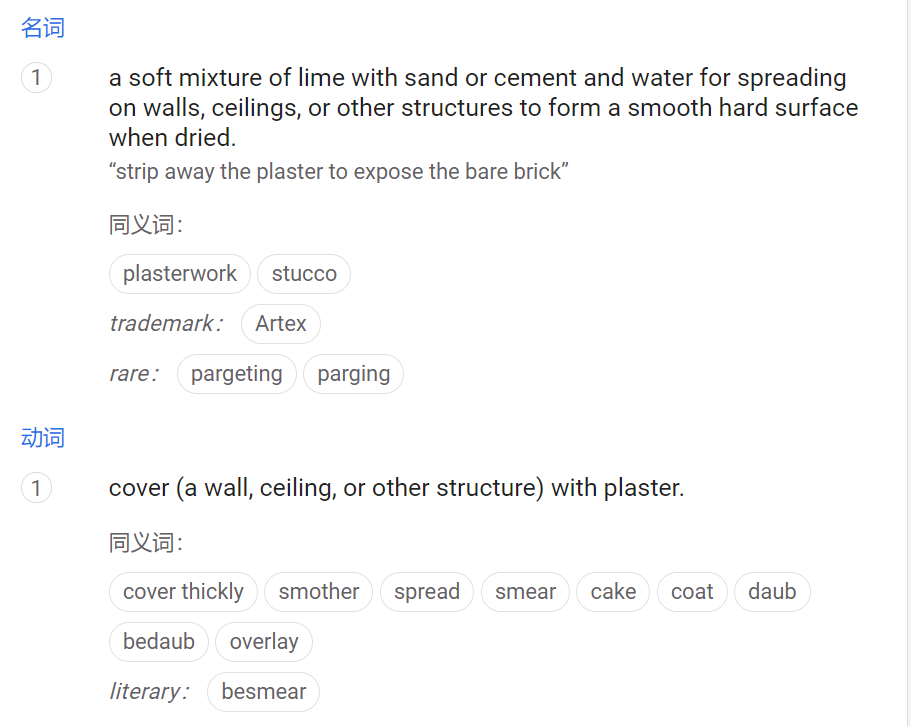 名词
1
a soft mixture of lime with sand or cement and water for spreading
on walls, ceilings, or other structures to form a smooth hard surface
when dried.
“strip away the plaster to expose the bare brick”
同义词：
plasterwork stucco
trademark： Artex
rare： pargeting parging
动词
1
cover (a wall, ceiling, or other structure) with plaster.
同义词：
cover thickly smother spread smear cake coat daub
bedaub overlay
literary： besmear